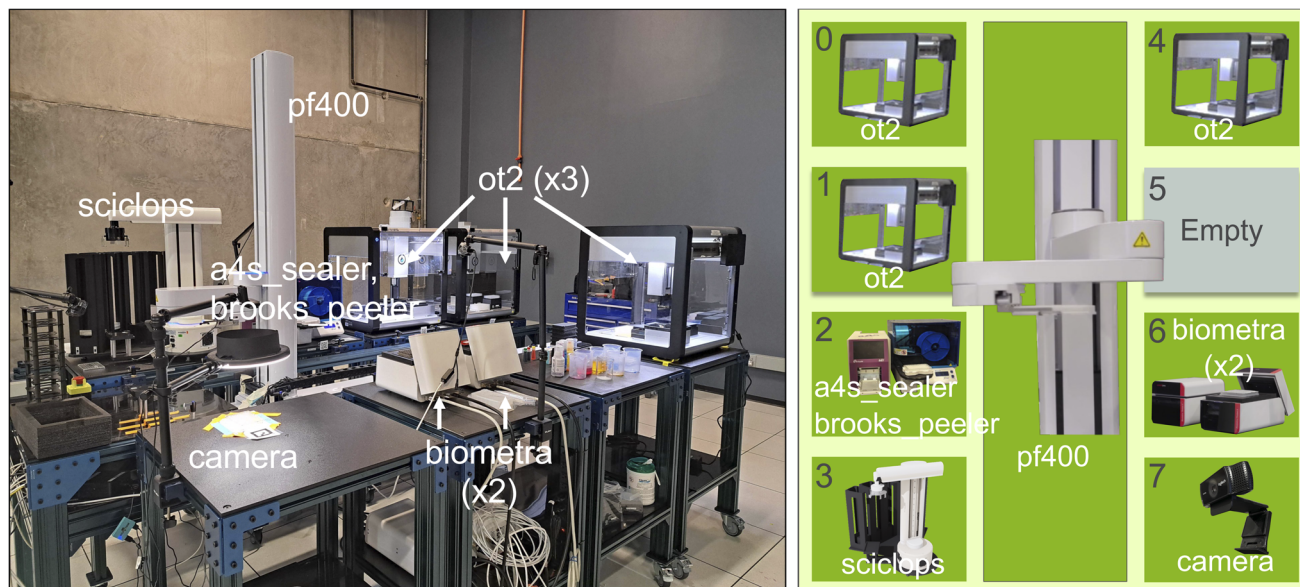 pf400
ot2 (x3)
sciclops
a4s_sealer,
brooks_peeler
camera
biometra
(x2)
0
ot2
4
ot2
1
ot2
5
Empty
2
a4s_sealer
brooks_peeler
6
biometra
(x2)
pf400
3
sciclops
7
camera